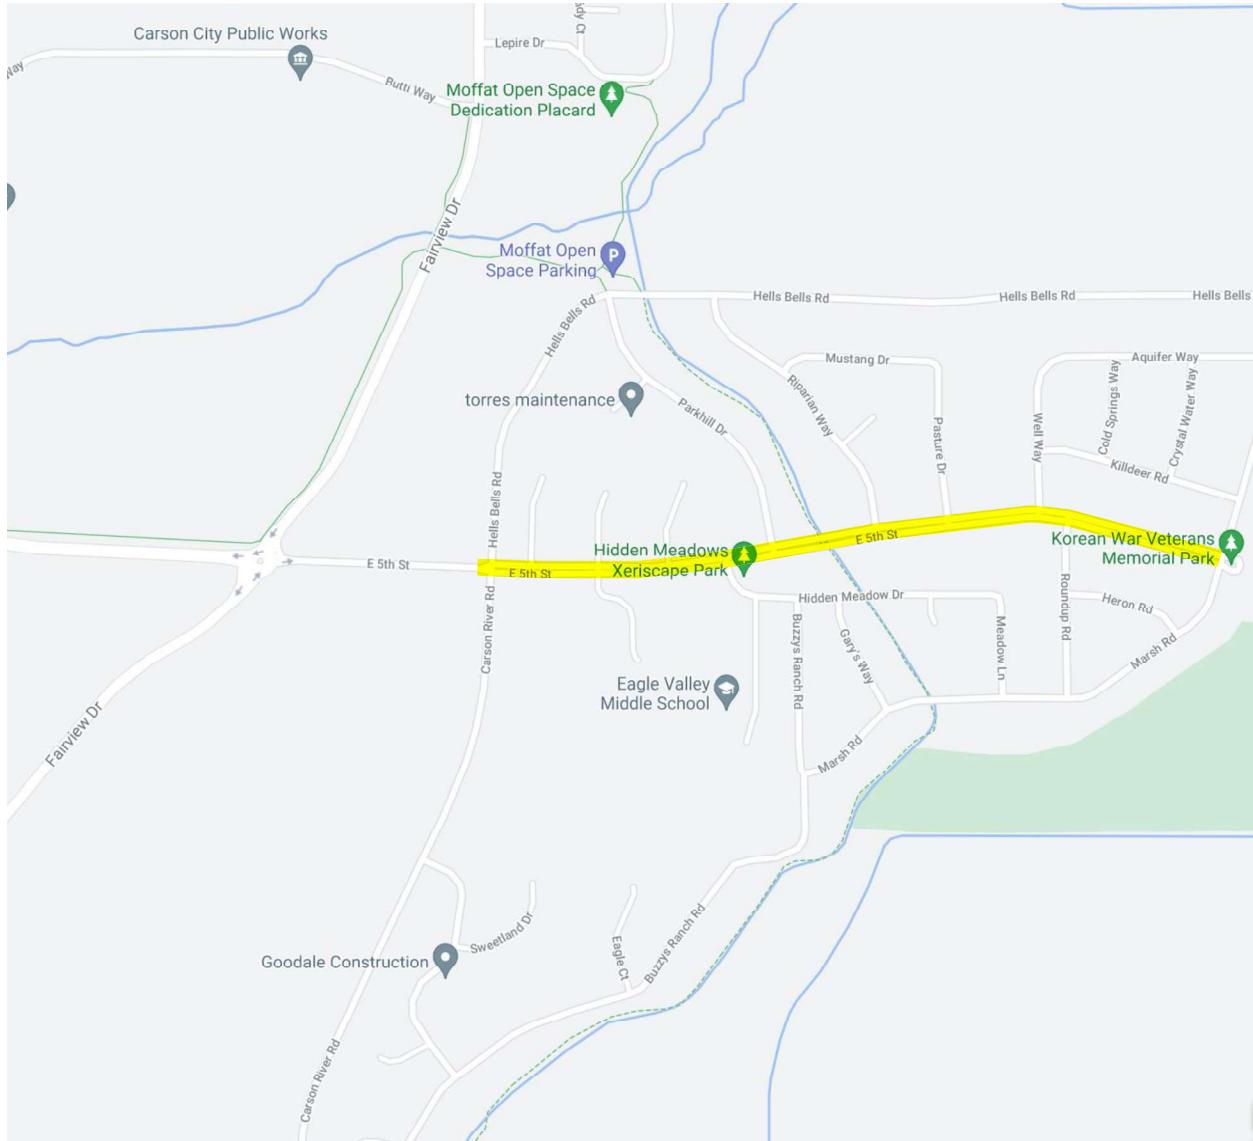 Carson City Public Works
Lepire Dr
dy Ct
Way
Butti Way
Moffat Open Space
Dedication Placard
Fairview Dr
Moffat Open
Space Parking
P
Hells Bells Rd
Hells Bells Rd
Hells Bells Rd
Hells Bells
Mustang Dr
Aquifer Way
Riparian Way
Cold Springs Way
Crystal Water Way
torres maintenance
Parkhill Dr
Pasture Dr
Well Way
Killdeer Rd
Hells Bells Rd
Hidden Meadows
Xeriscape Park
E 5th St
Korean War Veterans
Memorial Park
E 5th St
E 5th St
Carson River Rd
Hidden Meadow Dr
Buzzys Ranch Rd
Gary's Way
Meadow Ln
Roundup Rd
Heron Rd
Marsh Rd
Eagle Valley
Middle School
Fairview Dr
Marsh Rd
Sweetland Dr
Eagle Ct
Buzzys Ranch Rd
Goodale Construction
Carson River Rd